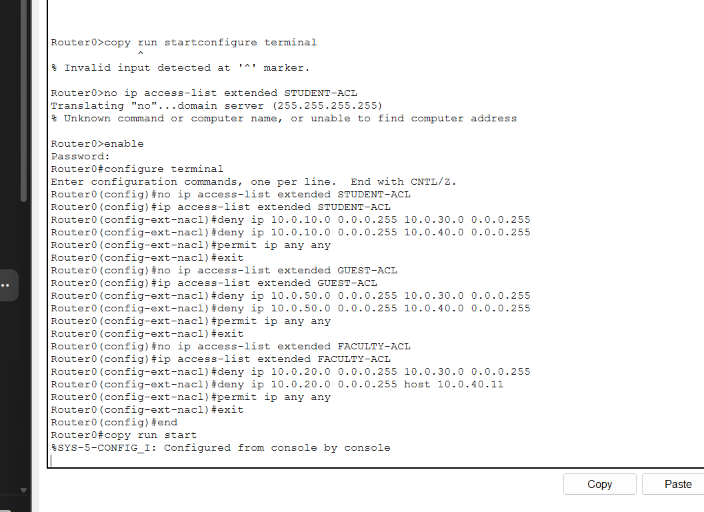 Router0>copy run startconfigure terminal
^
% Invalid input detected at '^' marker.
Router0>no ip access-list extended STUDENT-ACL
Translating "no"...domain server (255.255.255.255)
% Unknown command or computer name, or unable to find computer address
Router0>enable
Password:
Router0#configure terminal
Enter configuration commands, one per line.  End with CNTL/Z.
Router0(config)#no ip access-list extended STUDENT-ACL
Router0(config)#ip access-list extended STUDENT-ACL
Router0(config-ext-nacl)#deny ip 10.0.10.0 0.0.0.255 10.0.30.0 0.0.0.255
Router0(config-ext-nacl)#deny ip 10.0.10.0 0.0.0.255 10.0.40.0 0.0.0.255
Router0(config-ext-nacl)#permit ip any any
Router0(config-ext-nacl)#exit
Router0(config)#no ip access-list extended GUEST-ACL
Router0(config)#ip access-list extended GUEST-ACL
Router0(config-ext-nacl)#deny ip 10.0.50.0 0.0.0.255 10.0.30.0 0.0.0.255
Router0(config-ext-nacl)#deny ip 10.0.50.0 0.0.0.255 10.0.40.0 0.0.0.255
Router0(config-ext-nacl)#permit ip any any
Router0(config-ext-nacl)#exit
Router0(config)#no ip access-list extended FACULTY-ACL
Router0(config)#ip access-list extended FACULTY-ACL
Router0(config-ext-nacl)#deny ip 10.0.20.0 0.0.0.255 10.0.30.0 0.0.0.255
Router0(config-ext-nacl)#deny ip 10.0.20.0 0.0.0.255 host 10.0.40.11
Router0(config-ext-nacl)#permit ip any any
Router0(config-ext-nacl)#exit
Router0(config)#end
Router0#copy run start
%SYS-5-CONFIG_I: Configured from console by console
Copy
Paste